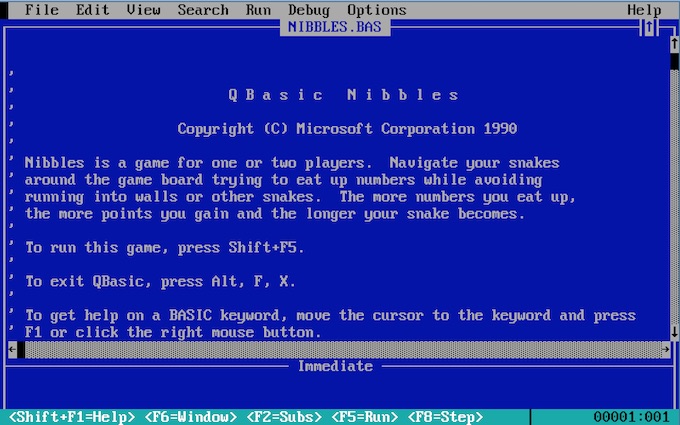 File Edit View Search Run Debug Options Help
NIBBLES.BAS
'
' Q B a s i c   N i b b l e s
'
' Copyright (C) Microsoft Corporation 1990
'
' Nibbles is a game for one or two players.  Navigate your snakes
' around the game board trying to eat up numbers while avoiding
' running into walls or other snakes.  The more numbers you eat up,
' the more points you gain and the longer your snake becomes.
'
' To run this game, press Shift+F5.
'
' To exit QBasic, press Alt, F, X.
'
' To get help on a BASIC keyword, move the cursor to the keyword and press
' F1 or click the right mouse button.
Immediate
<Shift+F1=Help> <F6=Window> <F2=Subs> <F5=Run> <F8=Step> 00001:001